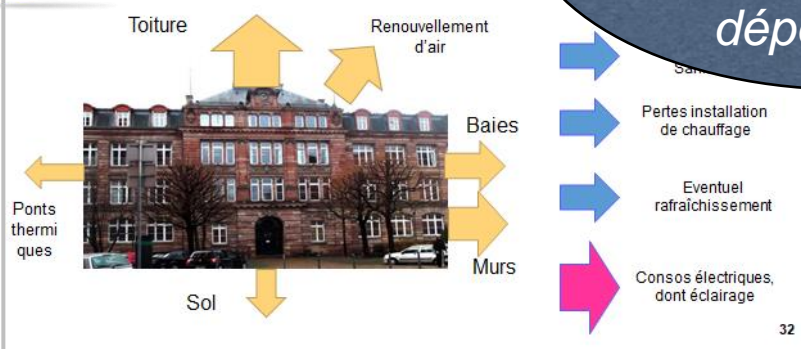 Toiture
Renouvellement
d'air
Baies
Murs
Sol
Ponts
thermi
ques
Pertes installation
de chauffage
Eventuel
rafraîchissement
Consos électriques,
dont éclairage
32